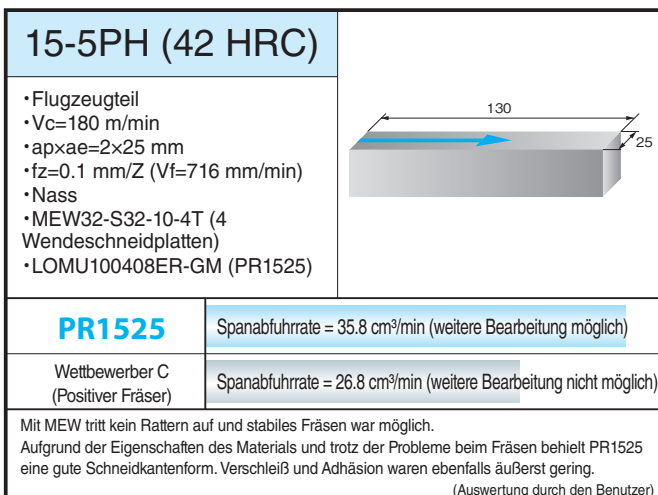 15-5PH (42 HRC)
・Flugzeugteil
・Vc=180 m/min
・ap×ae=2×25 mm
・fz=0.1 mm/Z (Vf=716 mm/min)
・Nass
・MEW32-S32-10-4T (4
Wendeschneidplatten)
・LOMU100408ER-GM (PR1525)
130
25
PR1525
Spanabfuhrrate = 35.8 cm³/min (weitere Bearbeitung möglich)
Wettbewerber C
(Positiver Fräser)
Spanabfuhrrate = 26.8 cm³/min (weitere Bearbeitung nicht möglich)
Mit MEW tritt kein Rattern auf und stabiles Fräsen war möglich.
Aufgrund der Eigenschaften des Materials und trotz der Probleme beim Fräsen behielt PR1525
eine gute Schneidkantenform. Verschleiß und Adhäsion waren ebenfalls äußerst gering.
(Auswertung durch den Benutzer)